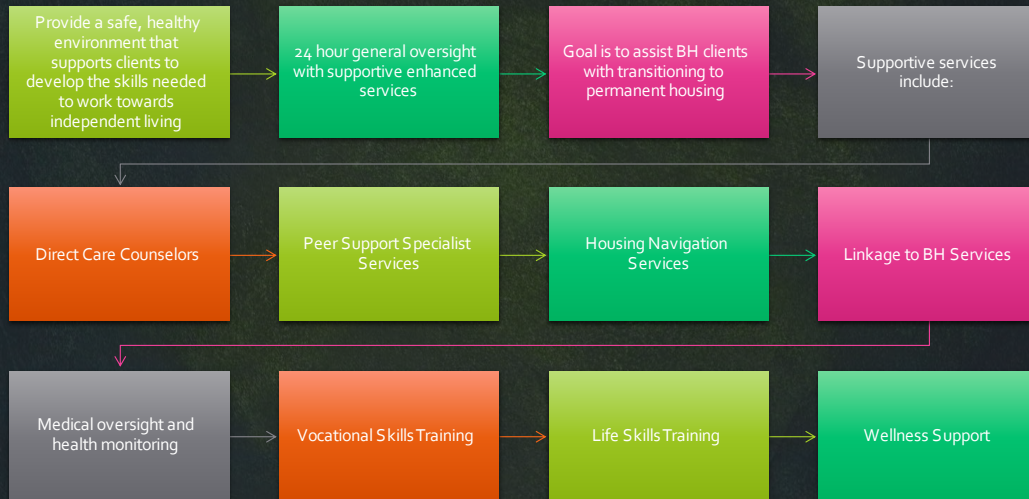 Provide a safe, healthy
environment that
supports clients to
develop the skills needed
to work towards
independent living
24 hour general oversight
with supportive enhanced
services
Goal is to assist BH clients
with transitioning to
permanent housing
Supportive services
include:
Direct Care Counselors
Peer Support Specialist
Services
Housing Navigation
Services
Linkage to BH Services
Medical oversight and
health monitoring
Vocational Skills Training
Life Skills Training
Wellness Support